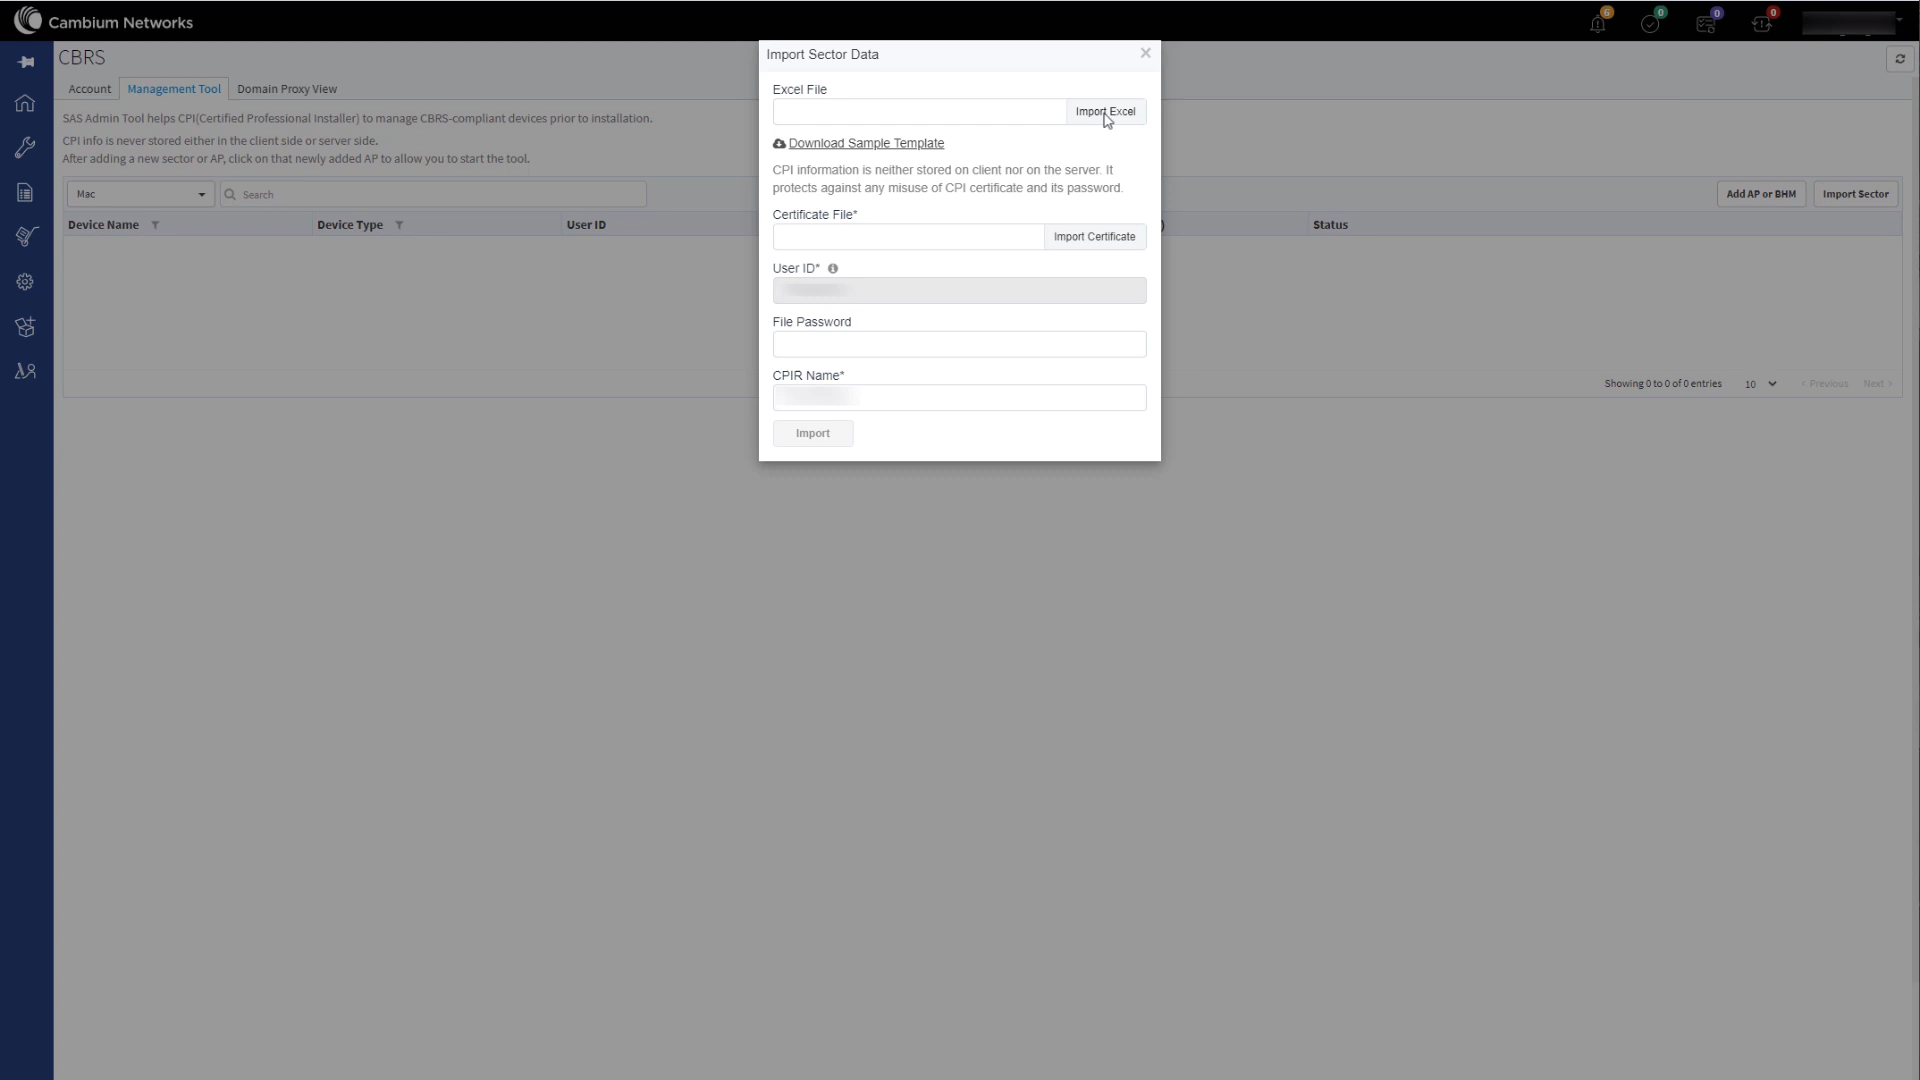 Cambium Networks
6
0
0
0
CBRS
Account
Management Tool
Domain Proxy View
SAS Admin Tool helps CPI(Certified Professional Installer) to manage CBRS-compliant devices prior to installation.
CPI info is never stored either in the client side or server side.
After adding a new sector or AP, click on that newly added AP to allow you to start the tool.
Mac
Search
Add AP or BHM
Import Sector
Device Name
Device Type
User ID
)
Status
Showing 0 to 0 of 0 entries
10
< Previous
Next >
Import Sector Data
×
Excel File
Import Excel
Download Sample Template
CPI information is neither stored on client nor on the server. It
protects against any misuse of CPI certificate and its password.
Certificate File*
Import Certificate
User ID*
File Password
CPIR Name*
Import